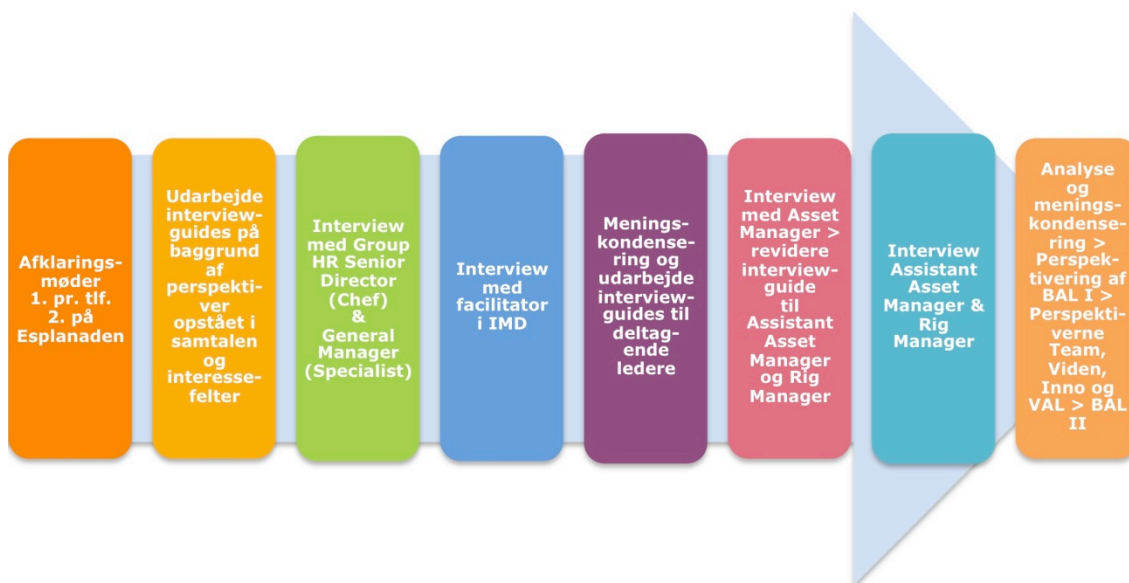 Afklarings-
møder
1. pr. tlf.
2. på
Esplanaden
Udarbejde
interview-
guides på
baggrund
af
perspekti-
ver
opstået i
samtalen
og
interesse-
felter
Interview
med Group
HR Senior
Director
(Chef)
&
General
Manager
(Specialist)
Interview
med
facilitator
i IMD
Menings-
kondense-
ring og
udarbejde
interview-
guides til
deltag-
ende
ledere
Interview
med Asset
Manager >
revidere
interview-
guide
til
Assistant
Asset
Manager
og Rig
Manager
Interview
Assistant
Asset
Manager &
Rig
Manager
Analyse
og
menings-
kondense-
ring >
Perspek-
tivering af
BAL I >
Perspekti-
verne
Team,
Viden,
Inno og
VAL > BAL
II